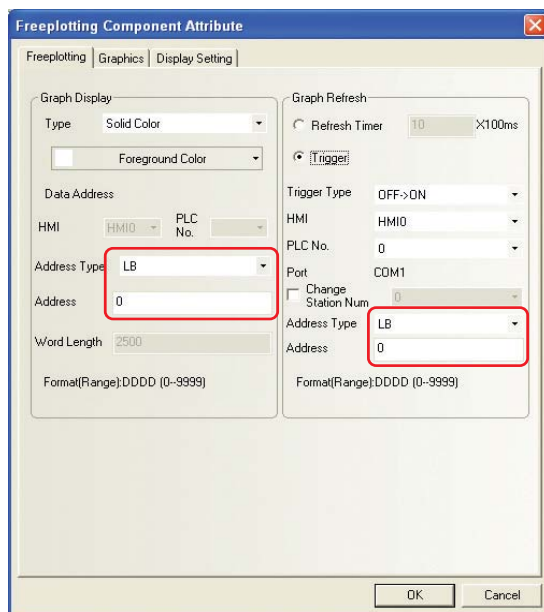 Freeplotting Component Attribute
Freeplotting Graphics Display Setting
Graph Display
Type Solid Color
Foreground Color
Data Address
HMI HMI0 PLC No.
Address Type LB
Address 0
Word Length 2500
Format(Range):DDDD (0--9999)
Graph Refresh
Refresh Timer 10 X100ms
Trigger
Trigger Type OFF->ON
HMI HMI0
PLC No. 0
Port COM1
Change Station Num 0
Address Type LB
Address 0
Format(Range):DDDD (0--9999)
OK Cancel